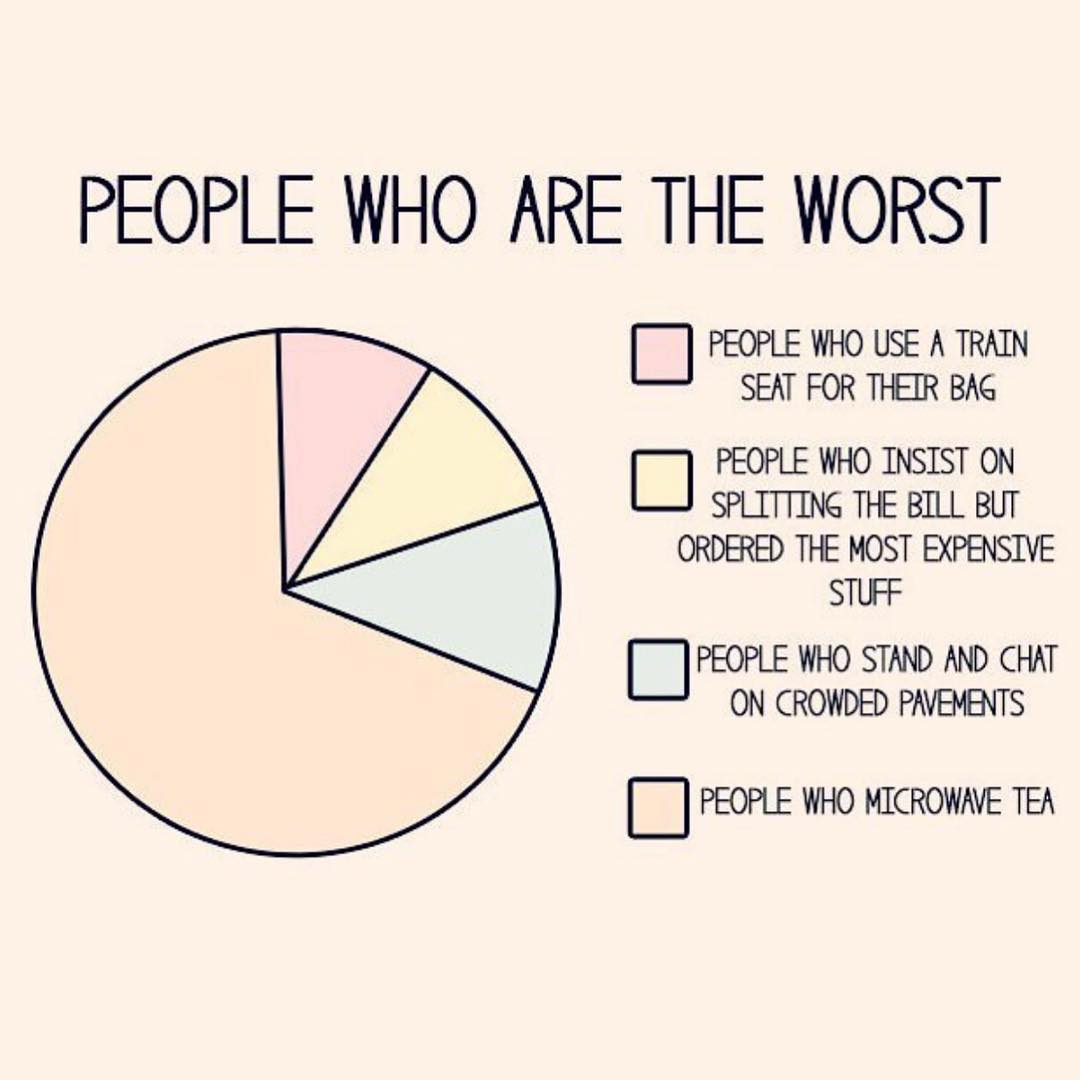 PEOPLE WHO ARE THE WORST
PEOPLE WHO USE A TRAIN
SEAT FOR THEIR BAG
PEOPLE WHO INSIST ON
SPLITTING THE BILL BUT
ORDERED THE MOST EXPENSIVE
STUFF
PEOPLE WHO STAND AND CHAT
ON CROWDED PAVEMENTS
PEOPLE WHO MICROWAVE TEA